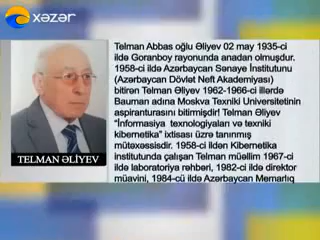 xəzər
Telman Abbas oğlu Əliyev 02 may 1935-ci
ildə Goranboy rayonunda anadan olmuşdur.
1958-ci ildə Azərbaycan Sənaye İnstitutunu
(Azərbaycan Dövlət Neft Akademiyası)
bitirən Telman Əliyev 1962-1966-cı illərdə
Bauman adına Moskva Texniki Universitetinin
aspiranturasını bitimişdir! Telman Əliyev
"İnformasiya texnologiyaları və texniki
kibernetika" ixtisası üzrə tanınmış
mütəxəssisdir. 1958-ci ildən Kibernetika
institutunda çalışan Telman müəllim 1967-ci
ildə laboratoriya rəhbəri, 1982-ci ildə direktor
müavini, 1984-cü ildə Azərbaycan Memarlıq
TELMAN ƏLİYEV